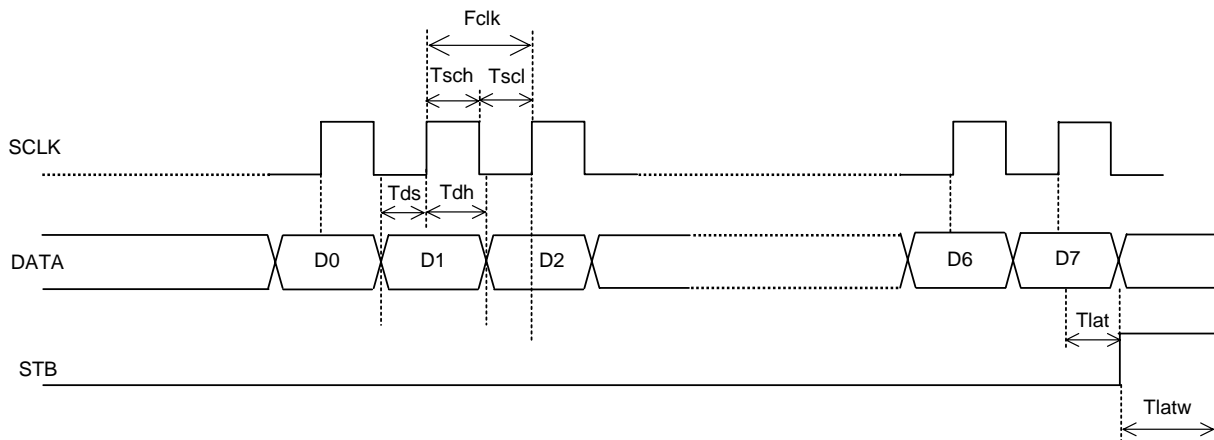 Fclk
Tsch Tscl
SCLK
Tds Tdh
DATA D0 D1 D2 D6 D7
Tlat
STB
Tlatw